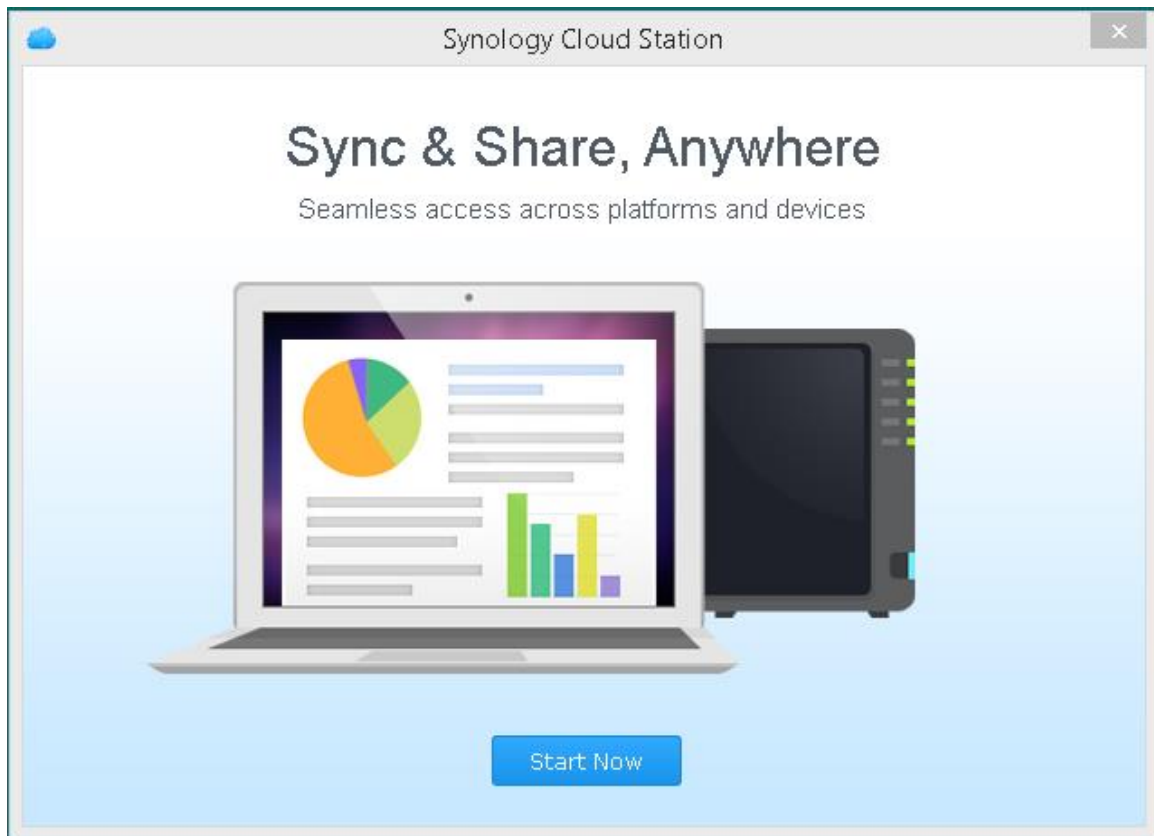 Synology Cloud Station
Sync & Share, Anywhere
Seamless access across platforms and devices
Start Now